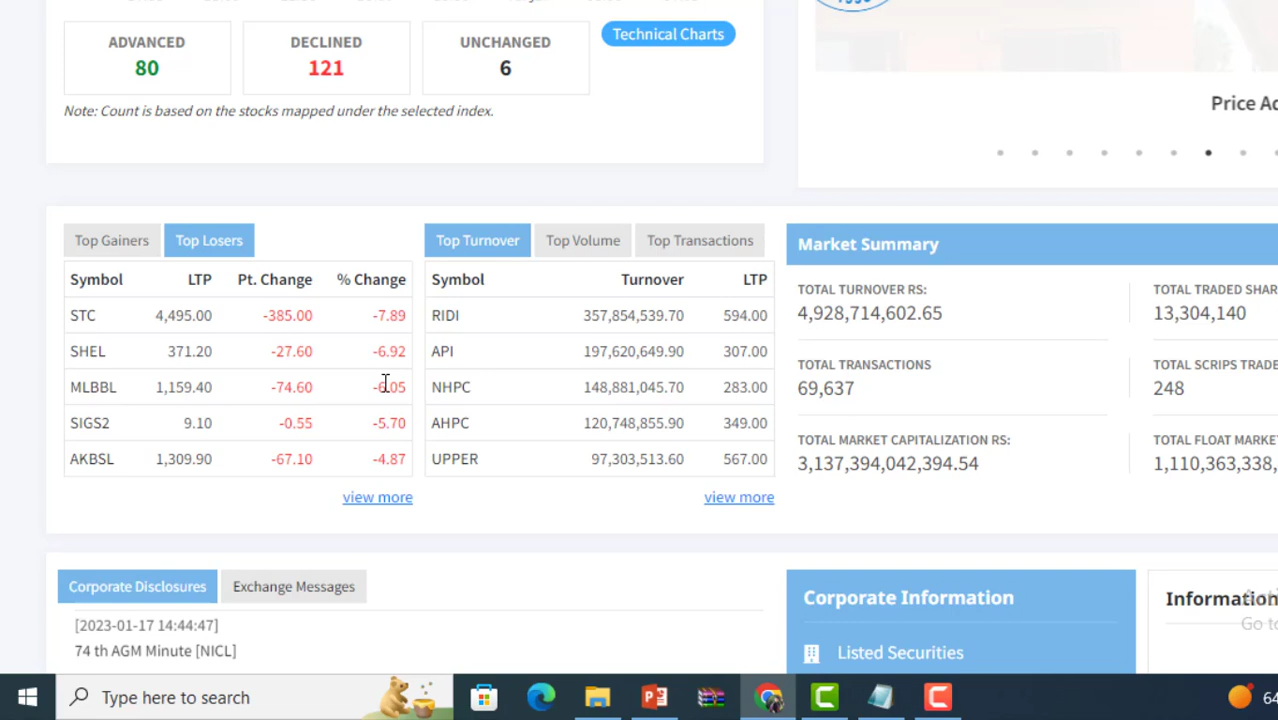 ADVANCED
80
DECLINED
121
UNCHANGED
6
Technical Charts
Note: Count is based on the stocks mapped under the selected index.
Price Ac
Top Gainers Top Losers
Symbol LTP Pt. Change % Change
STC 4,495.00 -385.00 -7.89
SHEL 371.20 -27.60 -6.92
MLBBL 1,159.40 -74.60 -6.05
SIGS2 9.10 -0.55 -5.70
AKBSL 1,309.90 -67.10 -4.87
view more
Top Turnover Top Volume Top Transactions
Symbol Turnover LTP
RIDI 357,854,539.70 594.00
API 197,620,649.90 307.00
NHPC 148,881,045.70 283.00
AHPC 120,748,855.90 349.00
UPPER 97,303,513.60 567.00
view more
Market Summary
TOTAL TURNOVER RS:
4,928,714,602.65
TOTAL TRADED SHAR
13,304,140
TOTAL TRANSACTIONS
69,637
TOTAL SCRIPS TRADE
248
TOTAL MARKET CAPITALIZATION RS:
3,137,394,042,394.54
TOTAL FLOAT MARKE
1,110,363,338,
Corporate Disclosures Exchange Messages
[2023-01-17 14:44:47]
74 th AGM Minute [NICL]
Corporate Information
Listed Securities
Information
Go to
Type here to search
64